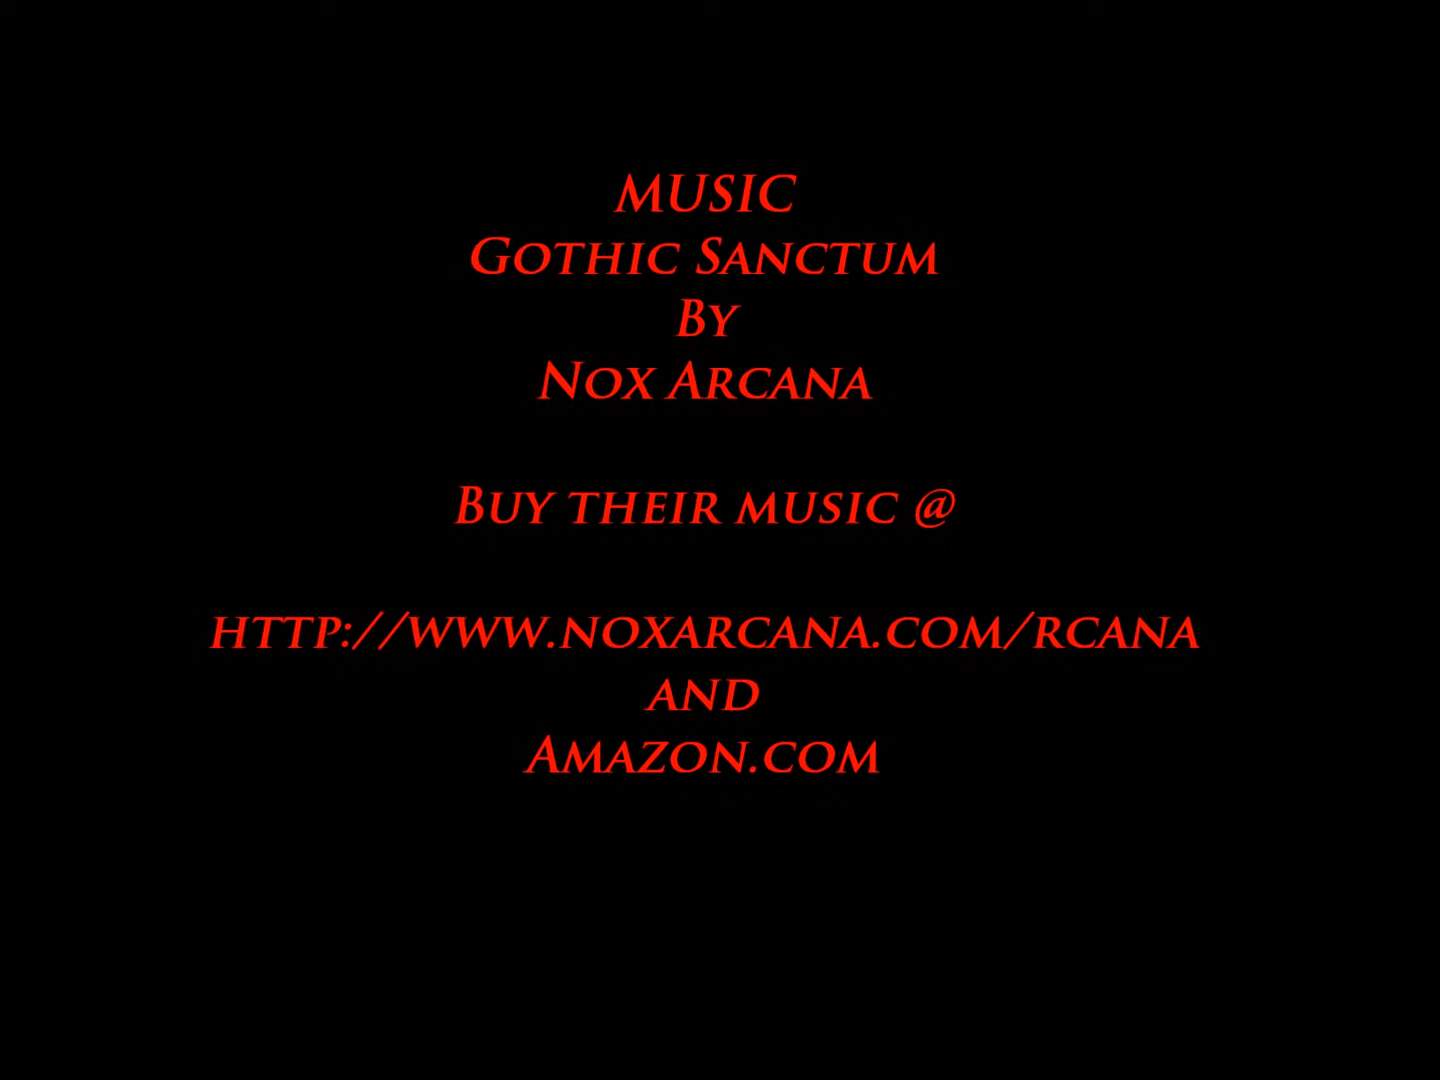 MUSIC
Gothic Sanctum
By
Nox Arcana
Buy their music @
http://www.noxarcana.com/rcana
and
Amazon.com